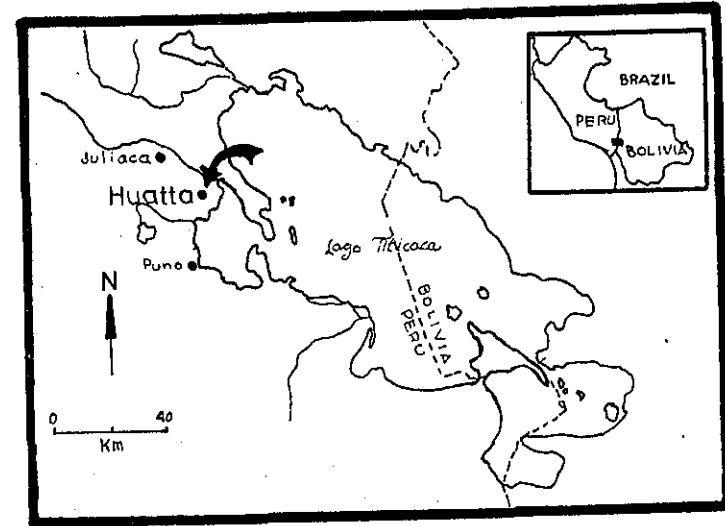 BRAZIL
PERU
BOLIVIA
Juliaca
Huatta
Puno
Lago Titicaca
BOLIVIA
PERU
N
0 40
Km